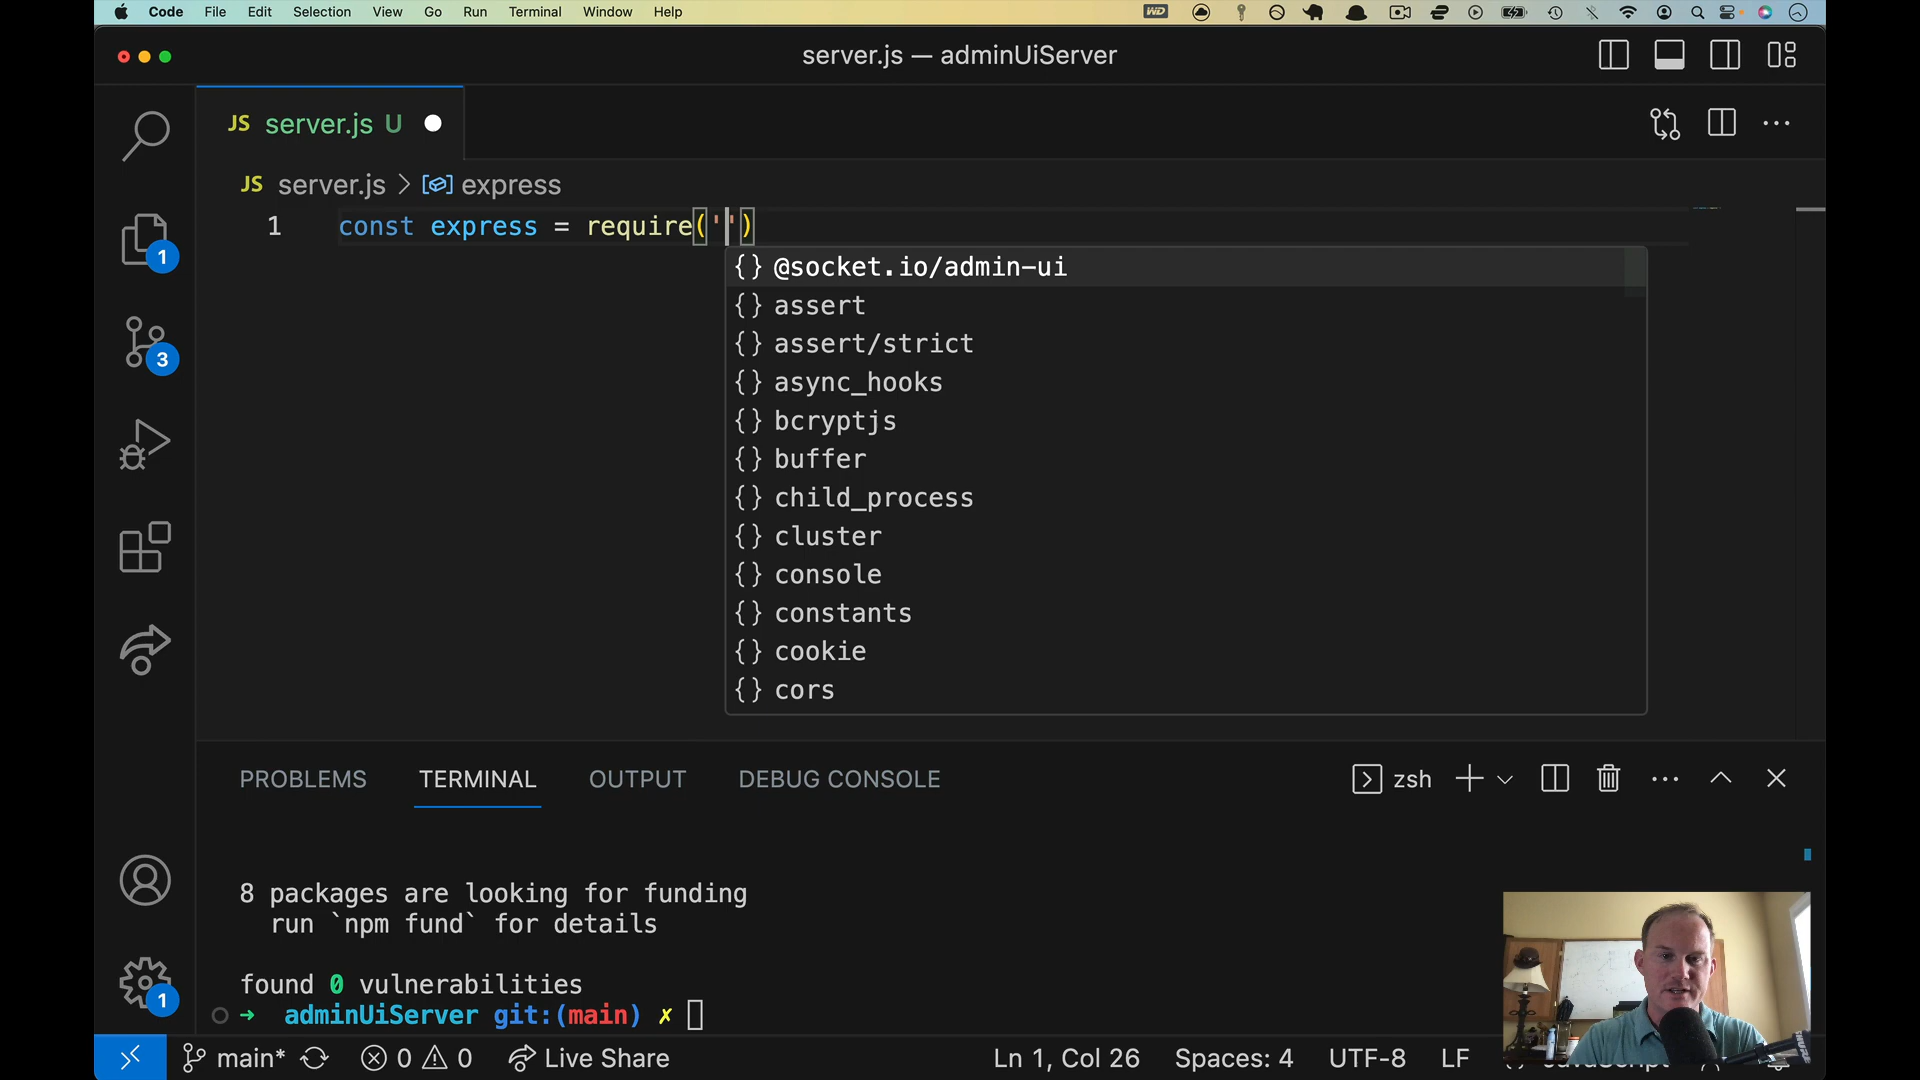 Code File Edit Selection View Go Run Terminal Window Help
server.js — adminUiServer
JS server.js U
JS server.js > express
1 const express = require('')
{} @socket.io/admin-ui
{} assert
{} assert/strict
{} async_hooks
{} bcryptjs
{} buffer
{} child_process
{} cluster
{} console
{} constants
{} cookie
{} cors
1
3
1
PROBLEMS TERMINAL OUTPUT DEBUG CONSOLE zsh
8 packages are looking for funding
run `npm fund` for details
found 0 vulnerabilities
➜ adminUiServer git:(main) ✗
main* 0 0 Live Share Ln 1, Col 26 Spaces: 4 UTF-8 LF